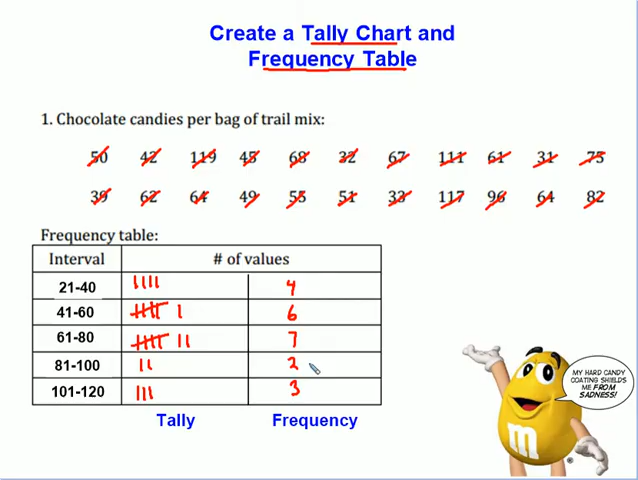 Create a Tally Chart and
Frequency Table
1. Chocolate candies per bag of trail mix:
50 42 119 45 68 32 67 111 61 31 75
39 62 64 49 55 51 33 117 96 64 82
Frequency table:
Interval # of values
21-40 4
41-60 6
61-80 7
81-100 2
101-120 3
Tally Frequency
MY HARD CANDY
COATING SHIELDS
ME FROM
SADNESS!
m